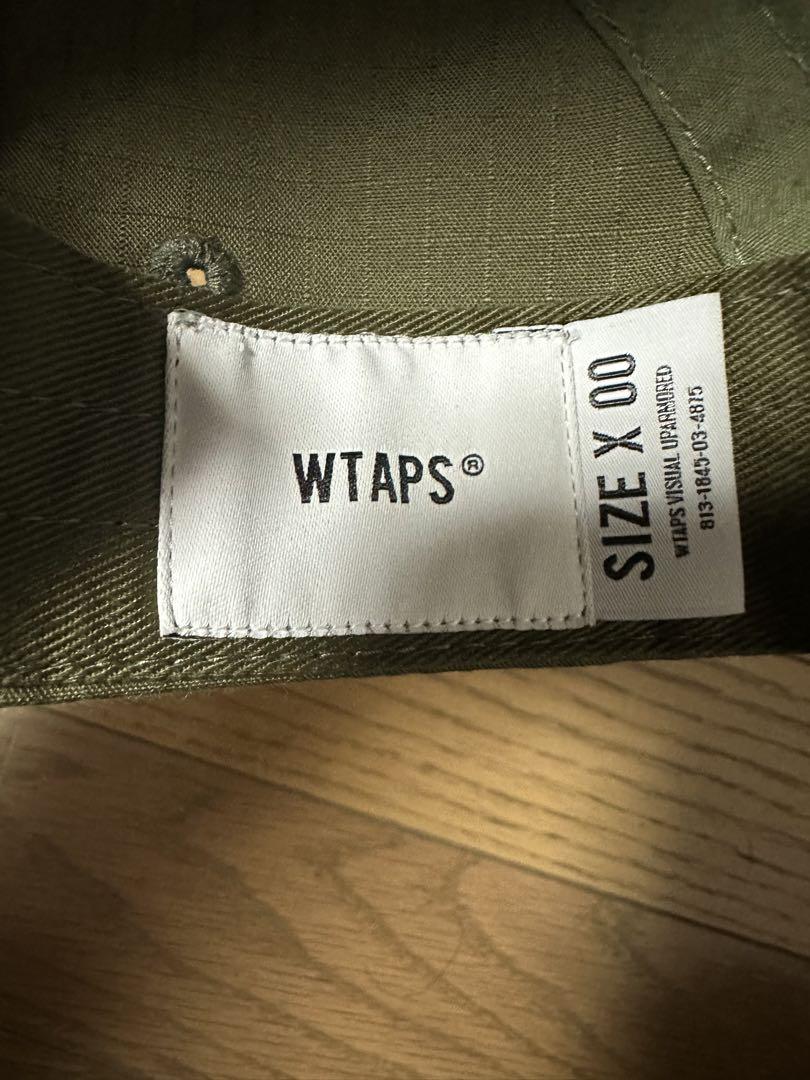 WTAPS®
SIZE X 00
WTAPS VISUAL UPARMORED
813-1845-03-4875